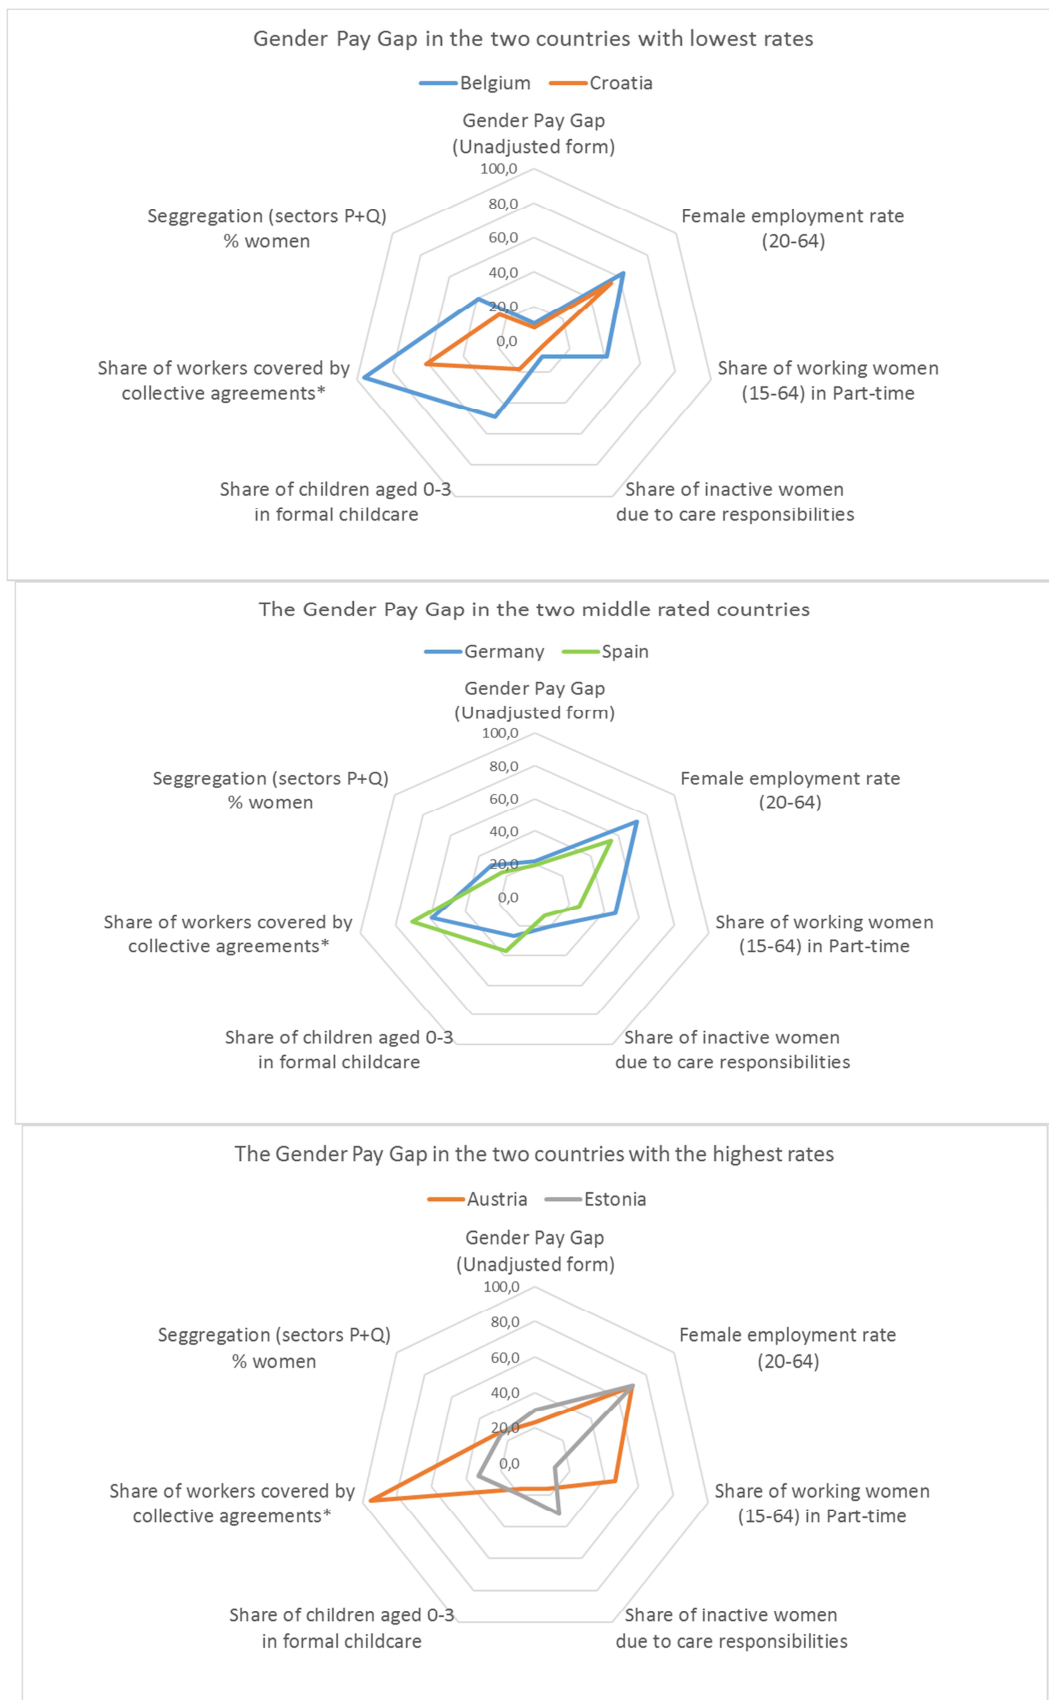 Gender Pay Gap in the two countries with lowest rates
Belgium Croatia
Gender Pay Gap
(Unadjusted form)
100,0
80,0
60,0
40,0
20,0
0,0
Female employment rate
(20-64)
Share of working women
(15-64) in Part-time
Share of inactive women
due to care responsibilities
Share of children aged 0-3
in formal childcare
Share of workers covered by
collective agreements*
Seggregation (sectors P+Q)
% women
The Gender Pay Gap in the two middle rated countries
Germany Spain
Gender Pay Gap
(Unadjusted form)
100,0
80,0
60,0
40,0
20,0
0,0
Female employment rate
(20-64)
Share of working women
(15-64) in Part-time
Share of inactive women
due to care responsibilities
Share of children aged 0-3
in formal childcare
Share of workers covered by
collective agreements*
Seggregation (sectors P+Q)
% women
The Gender Pay Gap in the two countries with the highest rates
Austria Estonia
Gender Pay Gap
(Unadjusted form)
100,0
80,0
60,0
40,0
20,0
0,0
Female employment rate
(20-64)
Share of working women
(15-64) in Part-time
Share of inactive women
due to care responsibilities
Share of children aged 0-3
in formal childcare
Share of workers covered by
collective agreements*
Seggregation (sectors P+Q)
% women